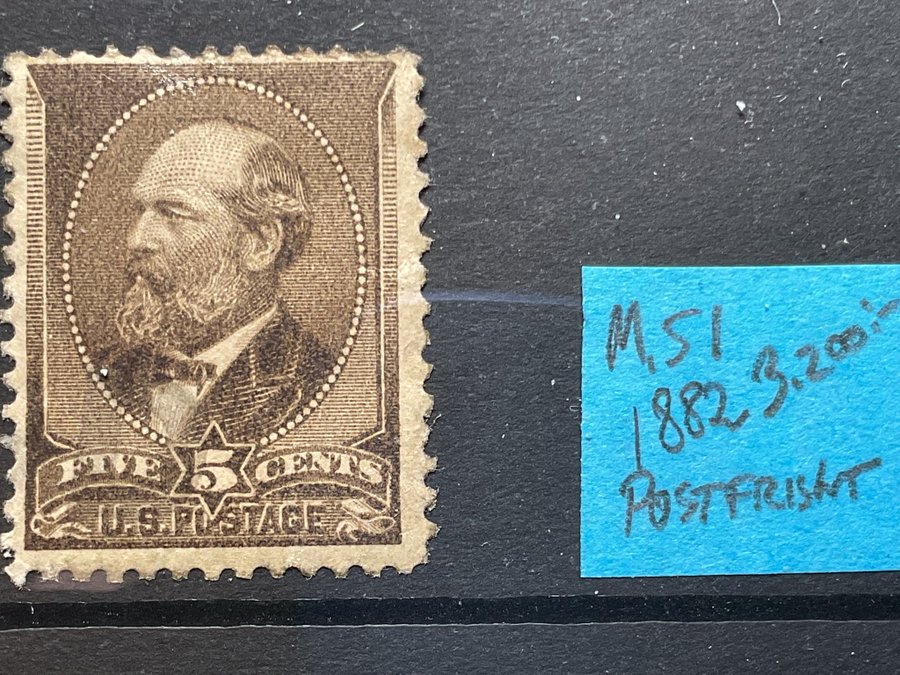 FIVE 5 CENTS
U.S. POSTAGE
M.51
1882 3.200:-
POSTFRISKT